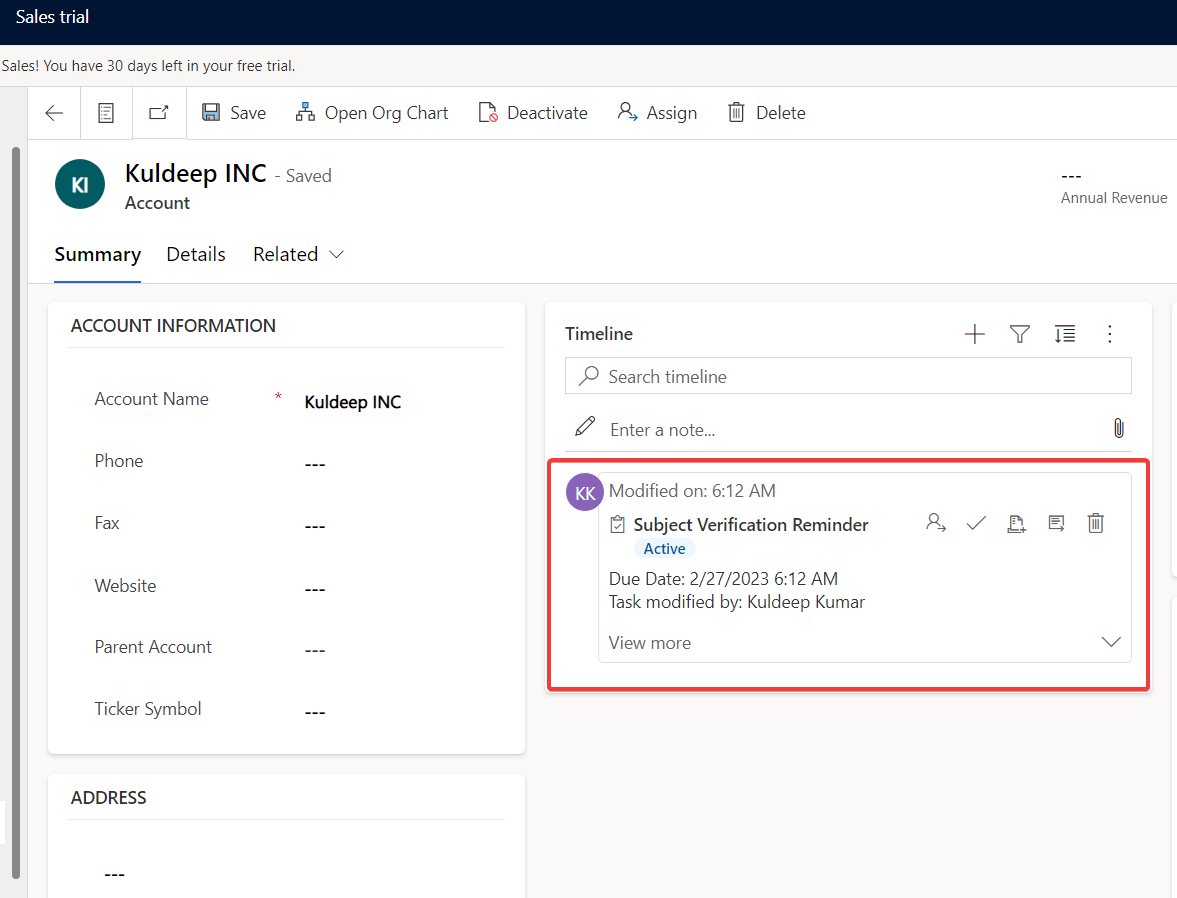 Sales trial
Sales! You have 30 days left in your free trial.
Save
Open Org Chart
Deactivate
Assign
Delete
KI
Kuldeep INC - Saved
Account
---
Annual Revenue
Summary
Details
Related
ACCOUNT INFORMATION
Account Name * Kuldeep INC
Phone ---
Fax ---
Website ---
Parent Account ---
Ticker Symbol ---
ADDRESS
---
Timeline
Search timeline
Enter a note...
KK
Modified on: 6:12 AM
Subject Verification Reminder
Active
Due Date: 2/27/2023 6:12 AM
Task modified by: Kuldeep Kumar
View more